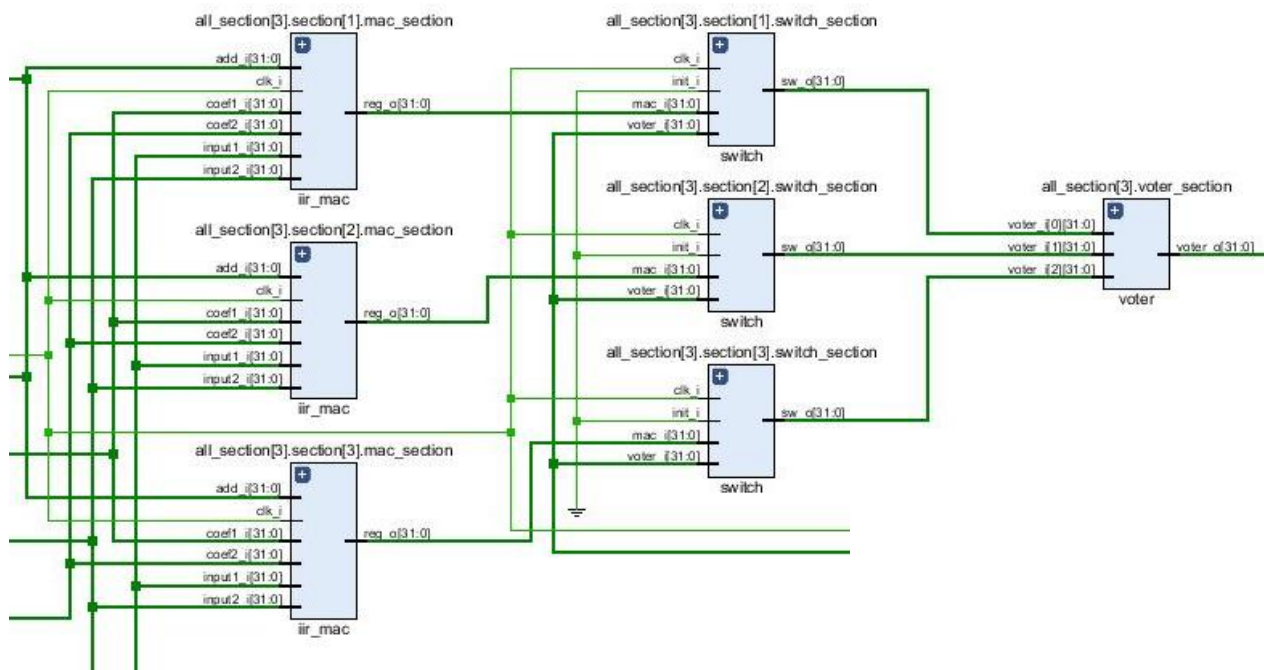 all_section[3].section[1].mac_section
add_i[31:0]
clk_i
coef1_i[31:0]
coef2_i[31:0]
input1_i[31:0]
input2_i[31:0]
reg_o[31:0]
iir_mac
all_section[3].section[2].mac_section
add_i[31:0]
clk_i
coef1_i[31:0]
coef2_i[31:0]
input1_i[31:0]
input2_i[31:0]
reg_o[31:0]
iir_mac
all_section[3].section[3].mac_section
add_i[31:0]
clk_i
coef1_i[31:0]
coef2_i[31:0]
input1_i[31:0]
input2_i[31:0]
reg_o[31:0]
iir_mac
all_section[3].section[1].switch_section
clk_i
init_i
mac_i[31:0]
voter_i[31:0]
sw_o[31:0]
switch
all_section[3].section[2].switch_section
clk_i
init_i
mac_i[31:0]
voter_i[31:0]
sw_o[31:0]
switch
all_section[3].section[3].switch_section
clk_i
init_i
mac_i[31:0]
voter_i[31:0]
sw_o[31:0]
switch
all_section[3].voter_section
voter_i[0][31:0]
voter_i[1][31:0]
voter_i[2][31:0]
voter_o[31:0]
voter